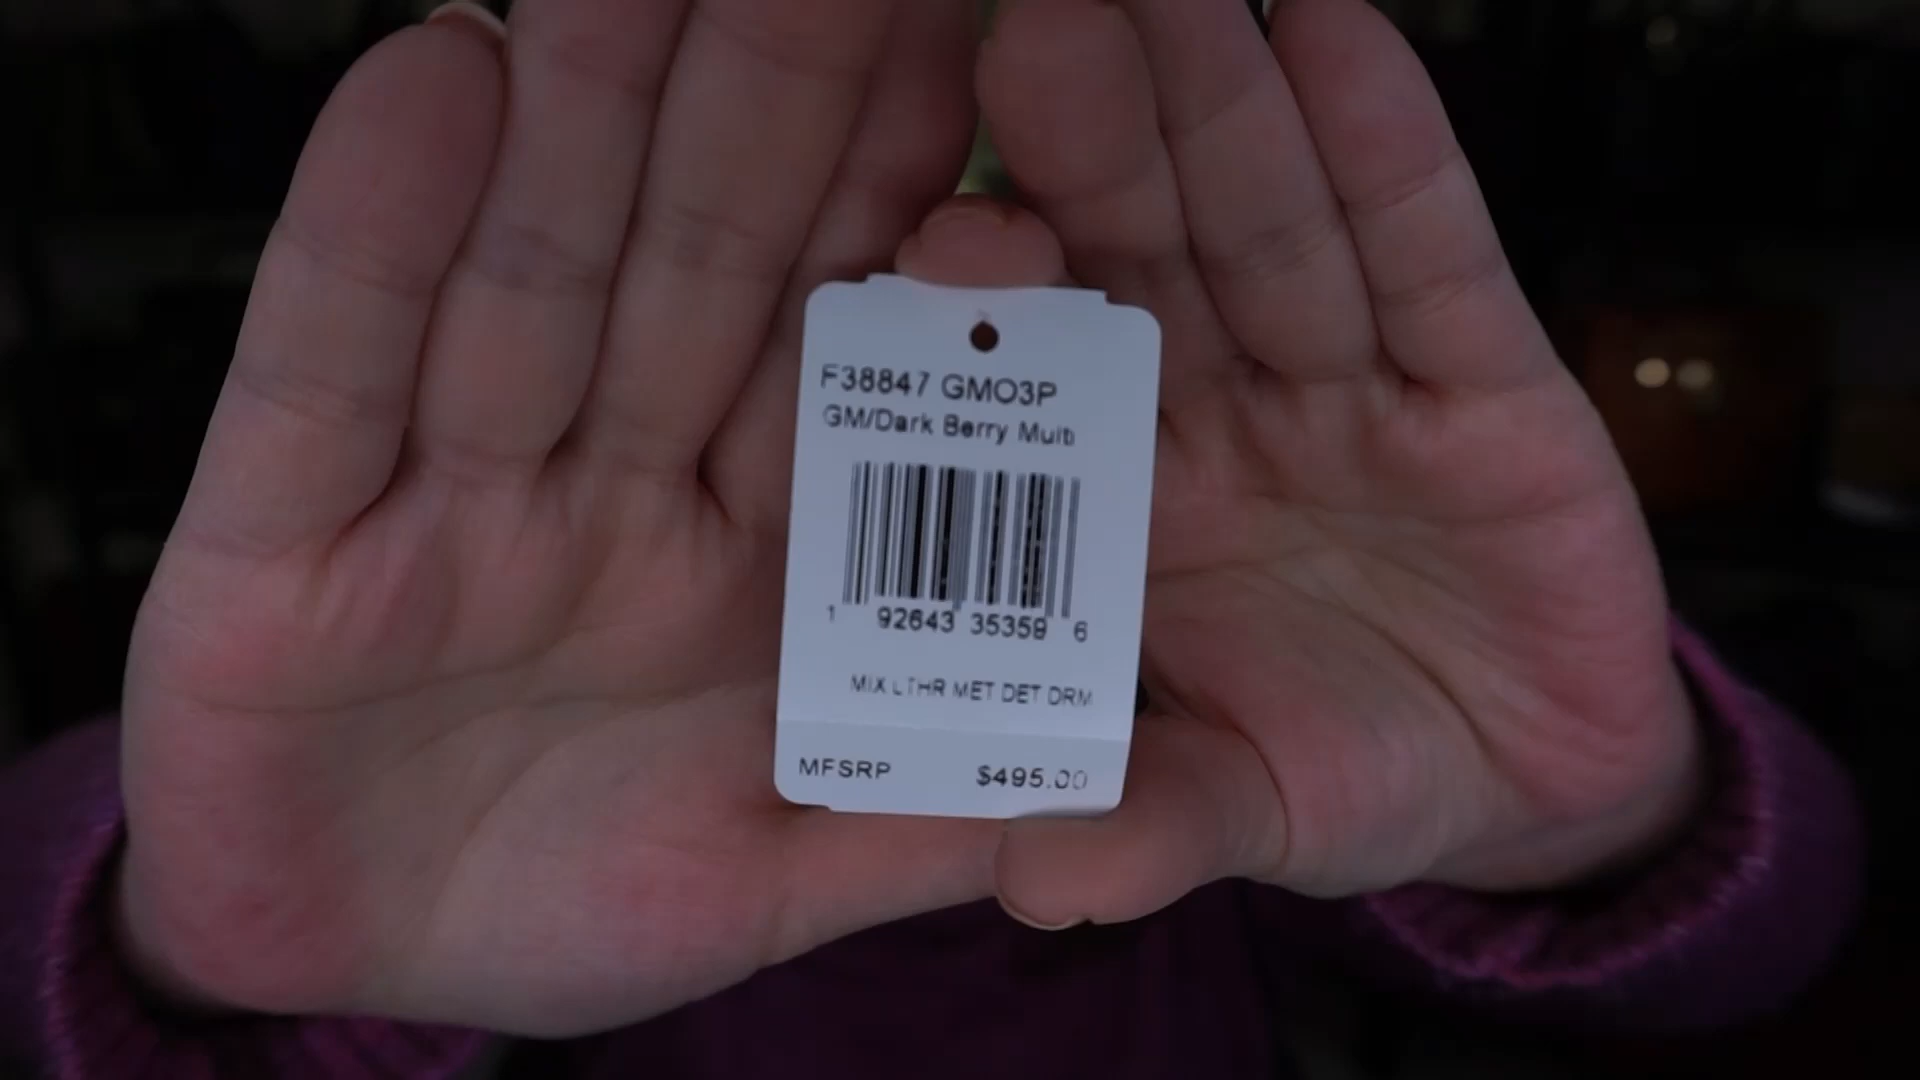 F38847 GMO3P
GM/Dark Berry Multi
1 92643 35359 6
MIX LTHR MET DET DRM
MFSRP $495.00